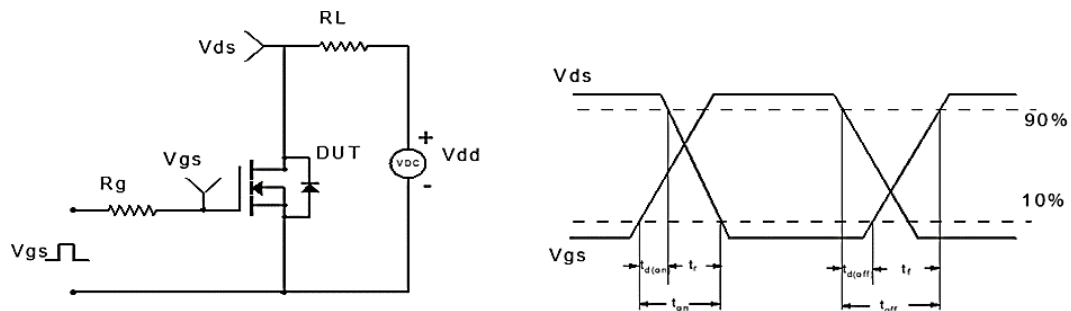 RL
Vds
Vgs
DUT
Rg
Vgs
+
VDC
-
Vdd
Vds
90%
10%
Vgs
td(on)
tr
td(off)
tf
ton
toff